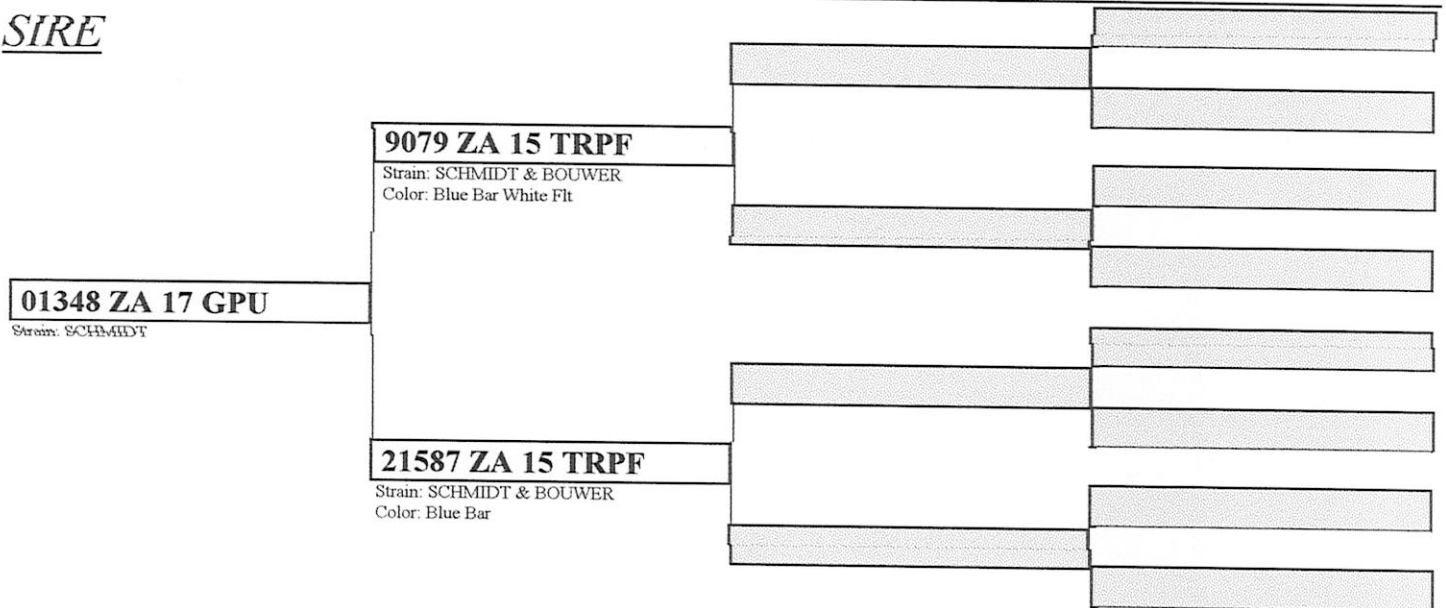 SIRE
9079 ZA 15 TRPF
Strain: SCHMIDT & BOUWER
Color: Blue Bar White Flt
01348 ZA 17 GPU
Strain: SCHMIDT
21587 ZA 15 TRPF
Strain: SCHMIDT & BOUWER
Color: Blue Bar